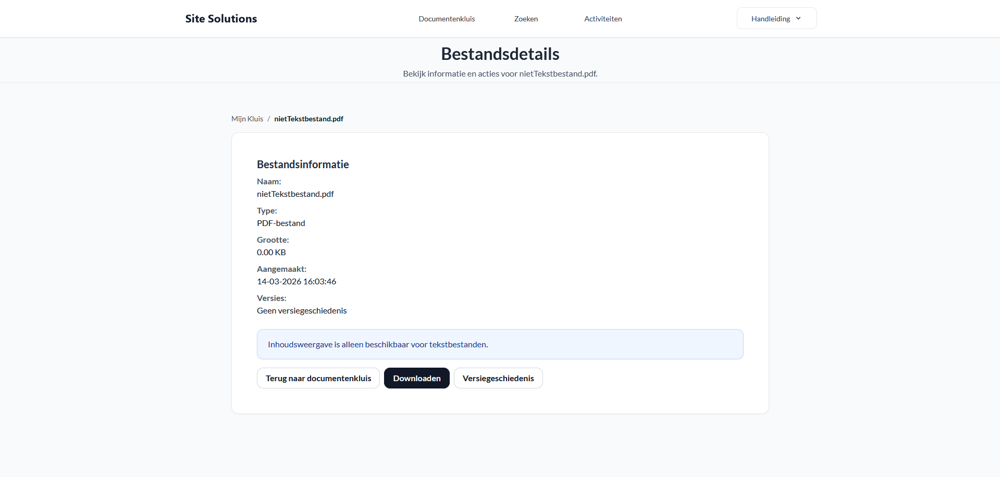 Site Solutions
Documentenkluis
Zoeken
Activiteiten
Handleiding
Bestandsdetails
Bekijk informatie en acties voor nietTekstbestand.pdf.
Mijn Kluis / nietTekstbestand.pdf
Bestandsinformatie
Naam:
nietTekstbestand.pdf
Type:
PDF-bestand
Grootte:
0.00 KB
Aangemaakt:
14-03-2026 16:03:46
Versies:
Geen versiegeschiedenis
Inhoudsweergave is alleen beschikbaar voor tekstbestanden.
Terug naar documentenkluis
Downloaden
Versiegeschiedenis